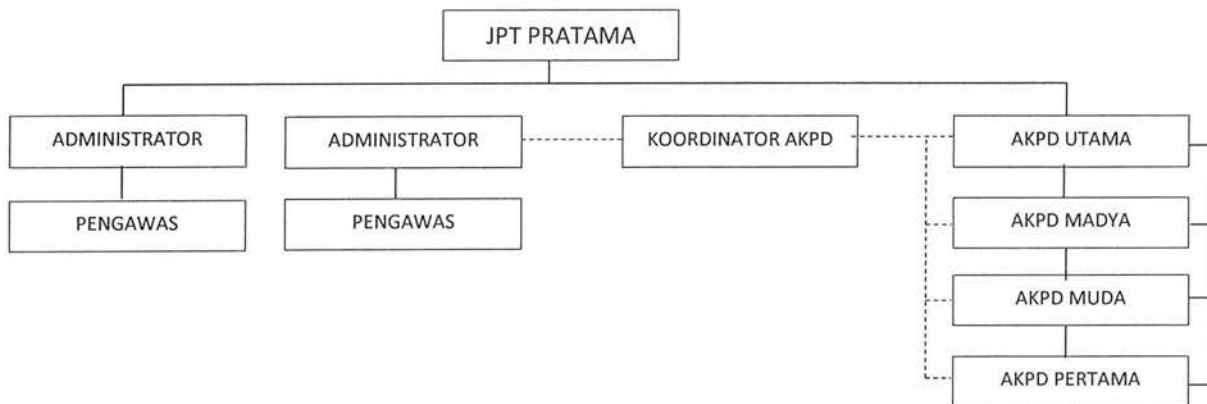 JPT PRATAMA
ADMINISTRATOR
ADMINISTRATOR
KOORDINATOR AKPD
AKPD UTAMA
PENGAWAS
PENGAWAS
AKPD MADYA
AKPD MUDA
AKPD PERTAMA